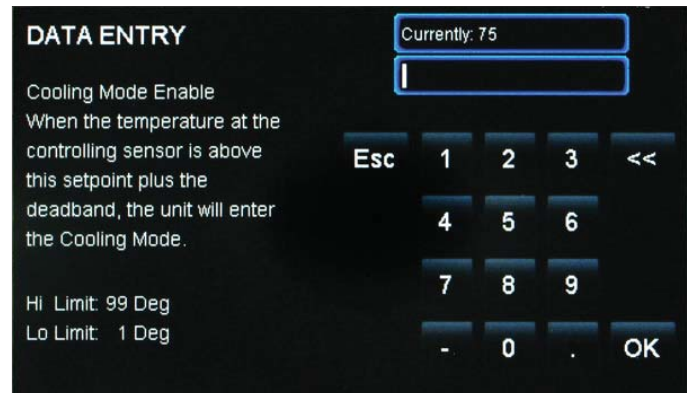 DATA ENTRY
Cooling Mode Enable
When the temperature at the
controlling sensor is above
this setpoint plus the
deadband, the unit will enter
the Cooling Mode.
Hi Limit: 99 Deg
Lo Limit: 1 Deg
Currently: 75
Esc 1 2 3 <<
4 5 6
7 8 9
- 0 . OK